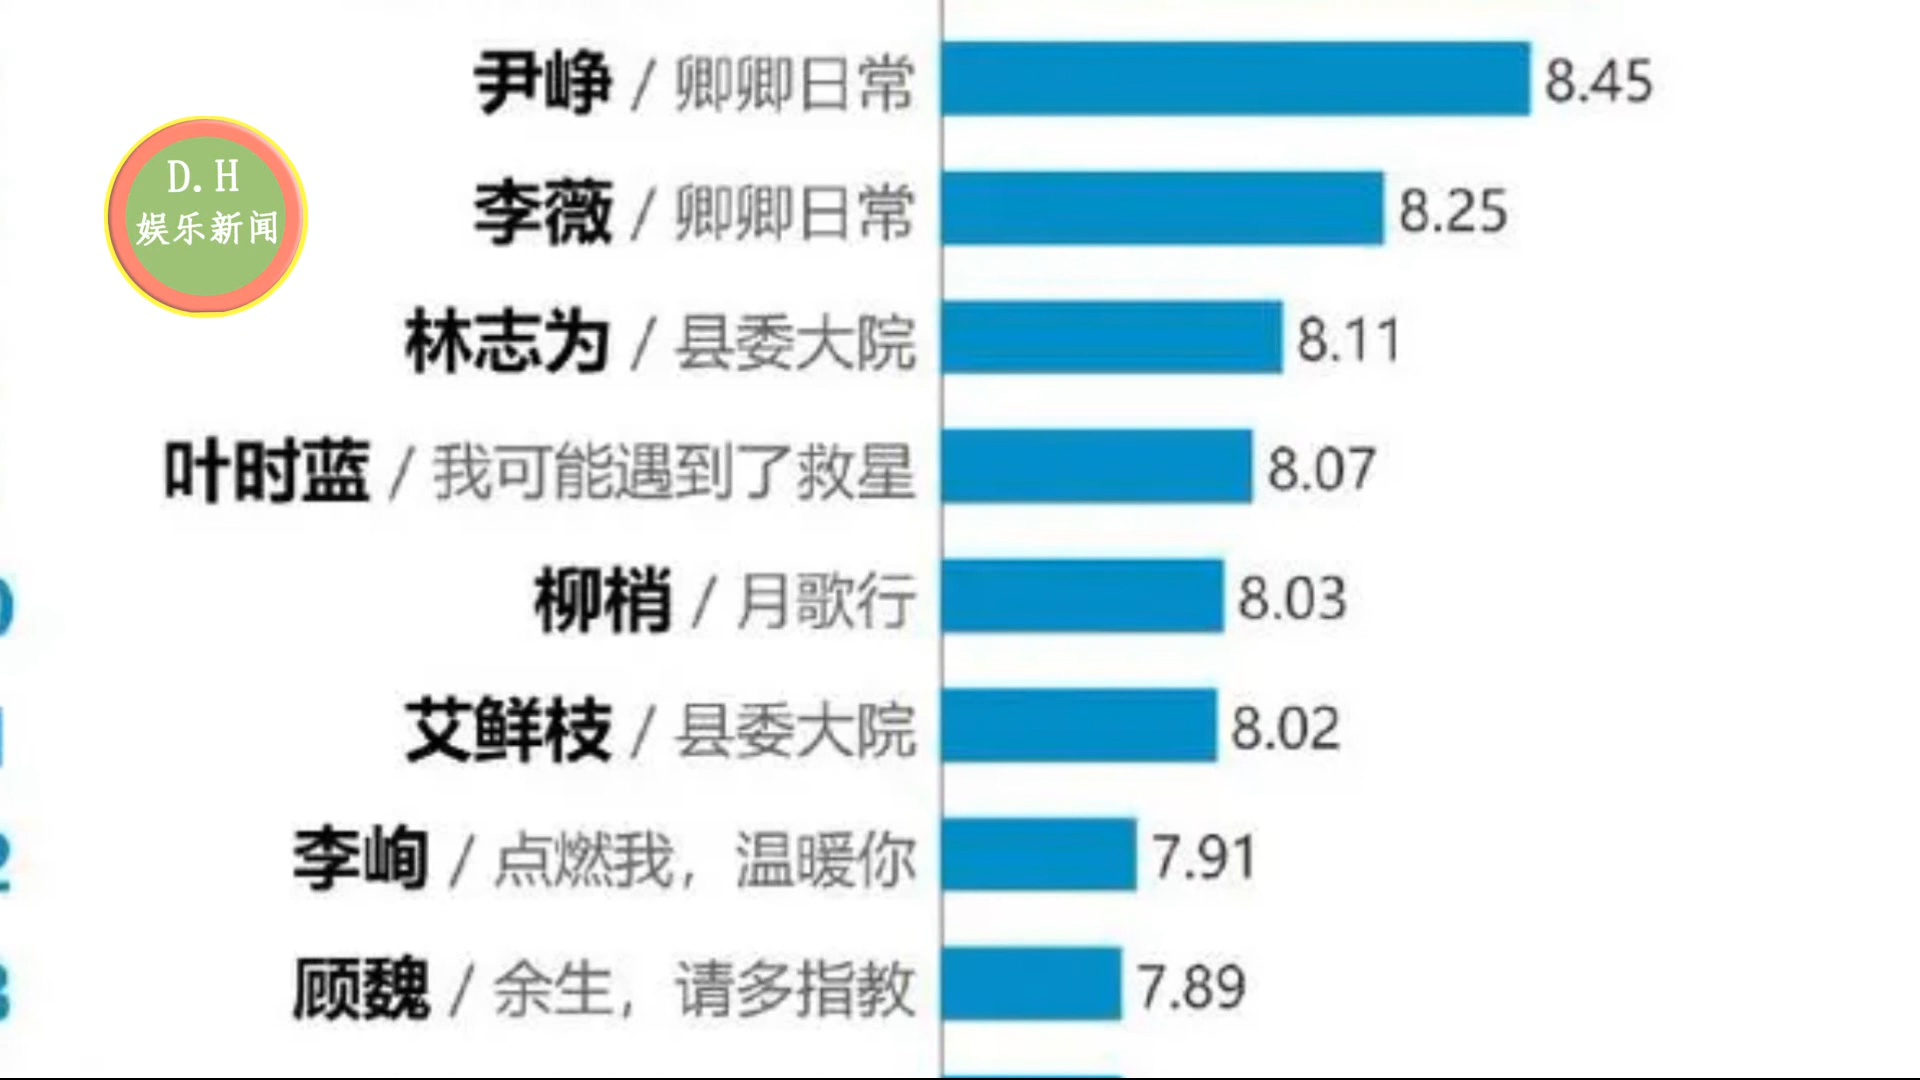 尹峥 / 卿卿日常 8.45
D.H
娱乐新闻
李薇 / 卿卿日常 8.25
林志为 / 县委大院 8.11
叶时蓝 / 我可能遇到了救星 8.07
柳梢 / 月歌行 8.03
艾鲜枝 / 县委大院 8.02
李峋 / 点燃我，温暖你 7.91
顾魏 / 余生，请多指教 7.89